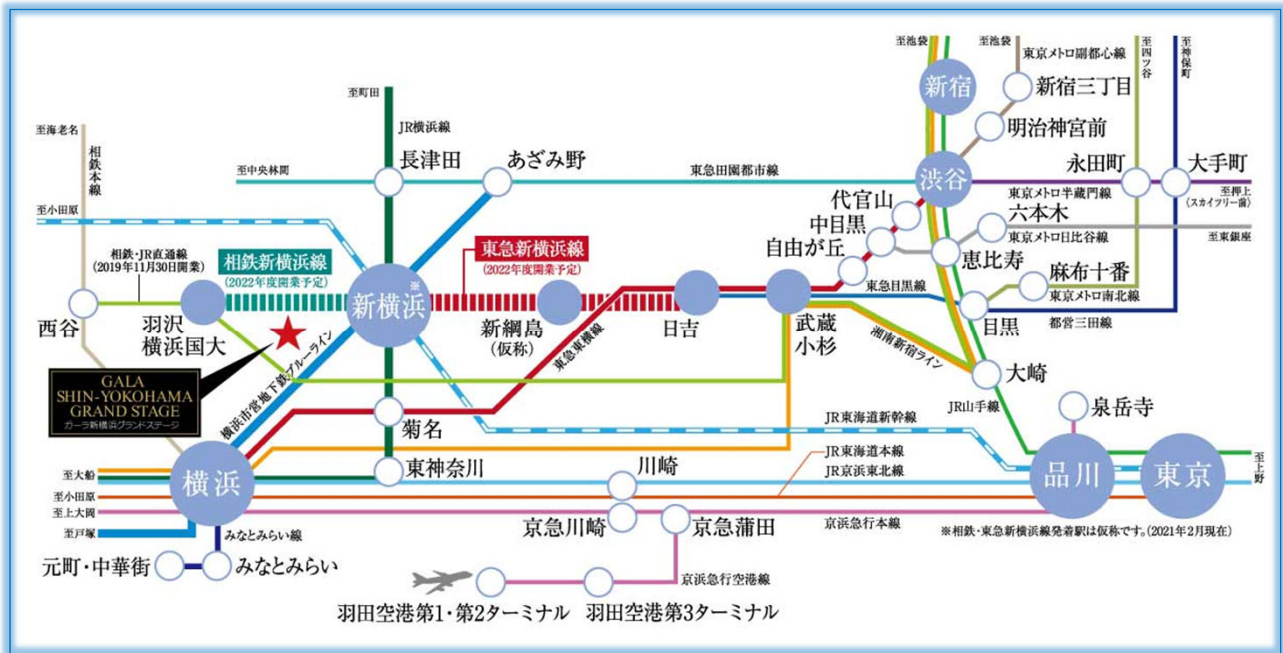 至池袋
至池袋
東京メトロ副都心線
至四ツ谷
至神保町
新宿
新宿三丁目
至町田
JR横浜線
至海老名
相鉄本線
明治神宮前
長津田
あざみ野
永田町
大手町
至中央林間
東急田園都市線
渋谷
東京メトロ半蔵門線
至押上
(スカイツリー前)
代官山
至小田原
中目黒
六本木
東京メトロ日比谷線
至東銀座
自由が丘
相鉄・JR直通線
(2019年11月30日開業)
相鉄新横浜線
(2022年度開業予定)
東急新横浜線
(2022年度開業予定)
恵比寿
麻布十番
東急目黒線
東京メトロ南北線
新横浜
※
西谷
羽沢
横浜国大
新綱島
(仮称)
日吉
武蔵
小杉
目黒
都営三田線
東急東横線
湘南新宿ライン
横浜市営地下鉄ブルーライン
大崎
GALA
SHIN-YOKOHAMA
GRAND STAGE
ガーラ新横浜グランドステージ
JR山手線
菊名
JR東海道新幹線
泉岳寺
東神奈川
川崎
JR東海道本線
至大船
横浜
JR京浜東北線
品川
東京
至上野
至小田原
至上大岡
京急川崎
京急蒲田
京浜急行本線
至戸塚
みなとみらい線
※相鉄・東急新横浜線発着駅は仮称です。(2021年2月現在)
元町・中華街
みなとみらい
京浜急行空港線
羽田空港第1・第2ターミナル
羽田空港第3ターミナル